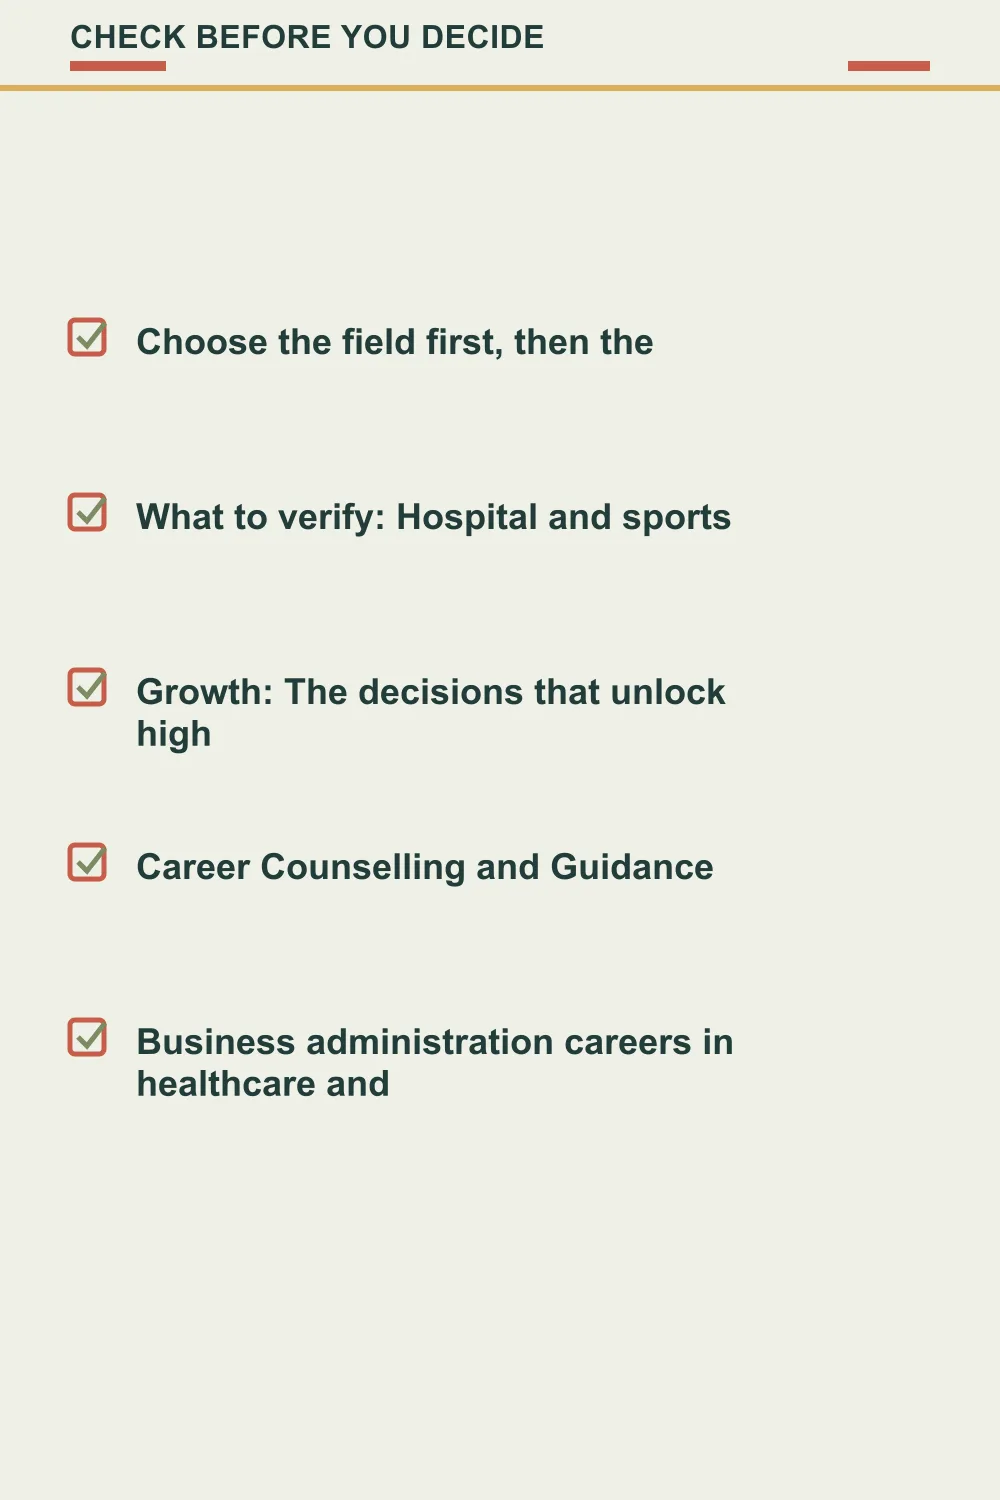 CHECK BEFORE YOU DECIDE
Choose the field first, then the
What to verify: Hospital and sports
Growth: The decisions that unlock
high
Career Counselling and Guidance
Business administration careers in
healthcare and